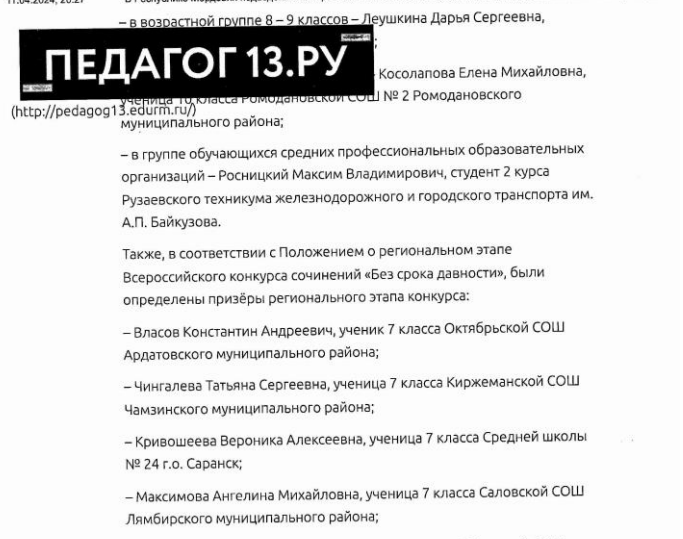 – в возрастной группе 8 – 9 классов – Леушкина Дарья Сергеевна,
ПЕДАГОГ 13.РУ
– Косолапова Елена Михайловна,
ученица 10 класса Ромодановской СОШ № 2 Ромодановского
(http://pedagog13.edurm.ru/)
муниципального района;
– в группе обучающихся средних профессиональных образовательных
организаций – Росницкий Максим Владимирович, студент 2 курса
Рузаевского техникума железнодорожного и городского транспорта им.
А.П. Байкузова.
Также, в соответствии с Положением о региональном этапе
Всероссийского конкурса сочинений «Без срока давности», были
определены призёры регионального этапа конкурса:
– Власов Константин Андреевич, ученик 7 класса Октябрьской СОШ
Ардатовского муниципального района;
– Чингалева Татьяна Сергеевна, ученица 7 класса Киржеманской СОШ
Чамзинского муниципального района;
– Кривошеева Вероника Алексеевна, ученица 7 класса Средней школы
№ 24 г.о. Саранск;
– Максимова Ангелина Михайловна, ученица 7 класса Саловской СОШ
Лямбирского муниципального района;